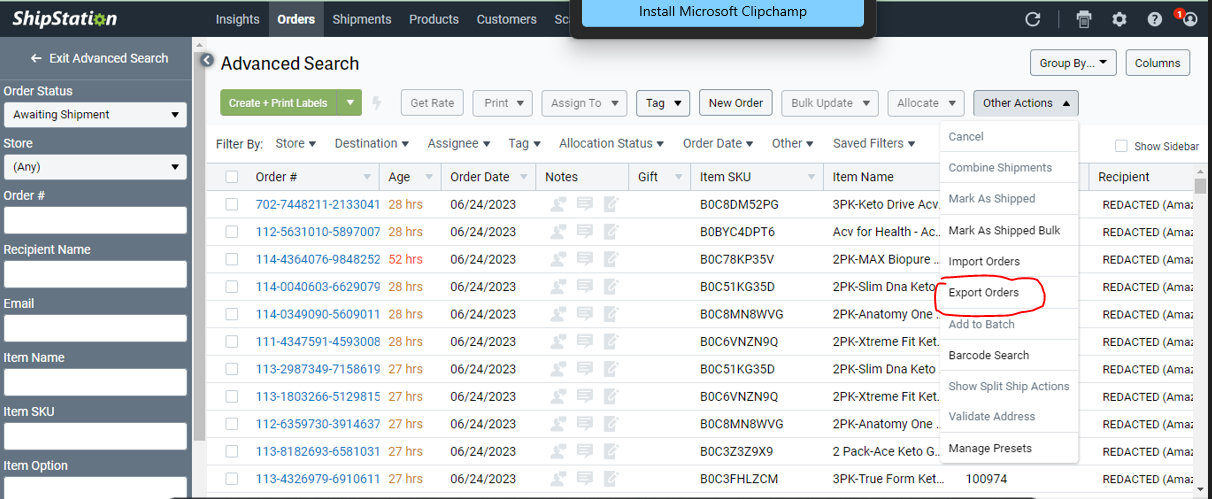 Install Microsoft Clipchamp
ShipStation Insights Orders Shipments Products Customers 1
Exit Advanced Search
Order Status
Awaiting Shipment
Store
(Any)
Order #
Recipient Name
Email
Item Name
Item SKU
Item Option
Advanced Search Group By... Columns
Create + Print Labels Get Rate Print Assign To Tag New Order Bulk Update Allocate Other Actions
Filter By: Store Destination Assignee Tag Allocation Status Order Date Other Saved Filters Show Sidebar
Order # Age Order Date Notes Gift Item SKU Item Name Recipient
702-7448211-2133041 28 hrs 06/24/2023 B0C8DM52PG 3PK-Keto Drive Acv... REDACTED (Amaz
112-5631010-5897007 28 hrs 06/24/2023 B0BYC4DPT6 Acv for Health - Ac... REDACTED (Amaz
114-4364076-9848252 52 hrs 06/24/2023 B0C78KP35V 2PK-MAX Biopure REDACTED (Amaz
114-0040603-6629079 28 hrs 06/24/2023 B0C51KG35D 2PK-Slim Dna Keto REDACTED (Amaz
114-0349090-5609011 28 hrs 06/24/2023 B0C8MN8WVG 2PK-Anatomy One REDACTED (Amaz
111-4347591-4593008 28 hrs 06/24/2023 B0C6VNZN9Q 2PK-Xtreme Fit Ket... REDACTED (Amaz
113-2987349-7158619 27 hrs 06/24/2023 B0C51KG35D 2PK-Slim Dna Keto REDACTED (Amaz
113-1803266-5129815 27 hrs 06/24/2023 B0C6VNZN9Q 2PK-Xtreme Fit Ket... REDACTED (Amaz
112-6359730-3914637 27 hrs 06/24/2023 B0C8MN8WVG 2PK-Anatomy One REDACTED (Amaz
113-8182693-6581031 27 hrs 06/24/2023 B0C3Z3Z9X9 2 Pack-Ace Keto G... REDACTED (Amaz
113-4326979-6910611 27 hrs 06/24/2023 B0C3FHLZCM 3PK-True Form Ket... 100974 REDACTED (Amaz
Cancel
Combine Shipments
Mark As Shipped
Mark As Shipped Bulk
Import Orders
Export Orders
Add to Batch
Barcode Search
Show Split Ship Actions
Validate Address
Manage Presets